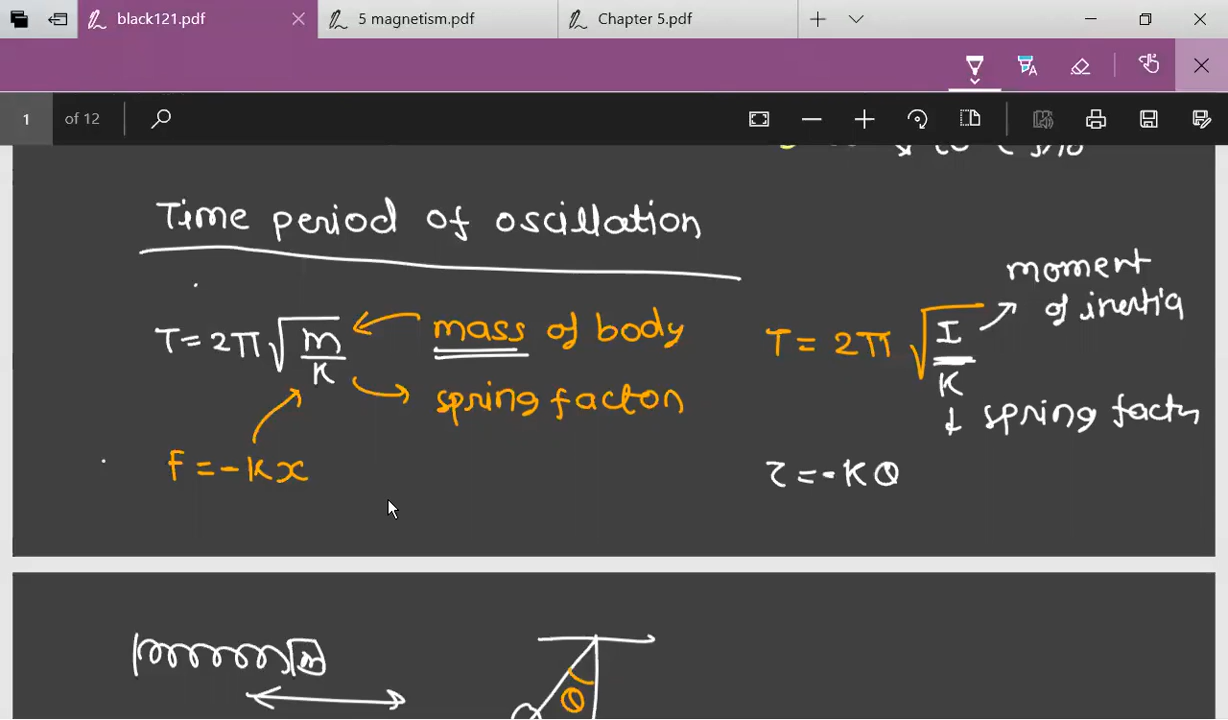 black121.pdf
5 magnetism.pdf
Chapter 5.pdf
1 of 12
Time period of oscillation
T=2π√(m/K)
mass of body
spring facton
F=-Kx
T=2π√(I/K)
moment
of inertia
spring factn
τ=-Kθ
m
θ